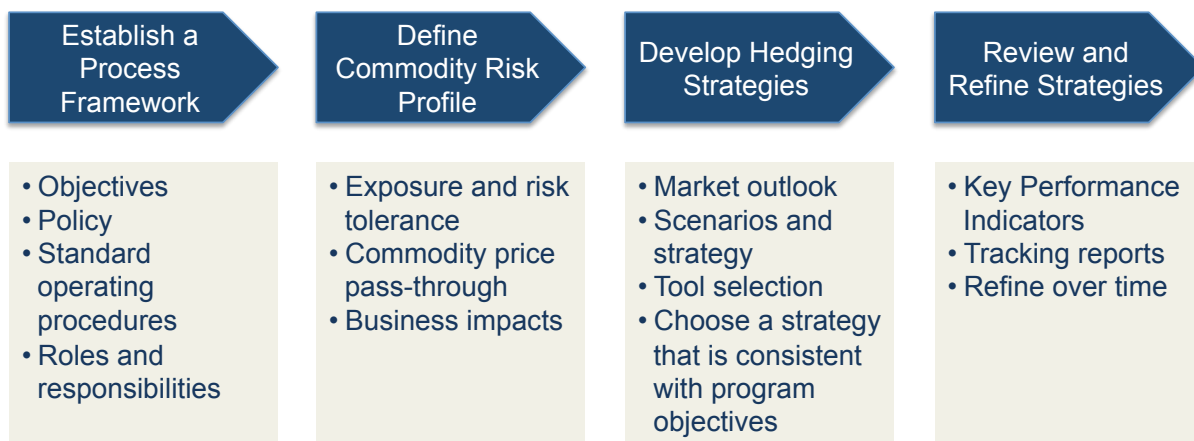 Establish a
Process
Framework
Define
Commodity Risk
Profile
Develop Hedging
Strategies
Review and
Refine Strategies
• Objectives
• Policy
• Standard
operating
procedures
• Roles and
responsibilities
• Exposure and risk
tolerance
• Commodity price
pass-through
• Business impacts
• Market outlook
• Scenarios and
strategy
• Tool selection
• Choose a strategy
that is consistent
with program
objectives
• Key Performance
Indicators
• Tracking reports
• Refine over time